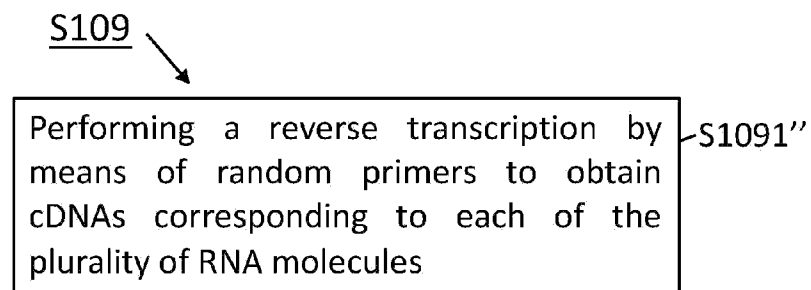 S109
Performing a reverse transcription by
means of random primers to obtain
cDNAs corresponding to each of the
plurality of RNA molecules
S1091’’